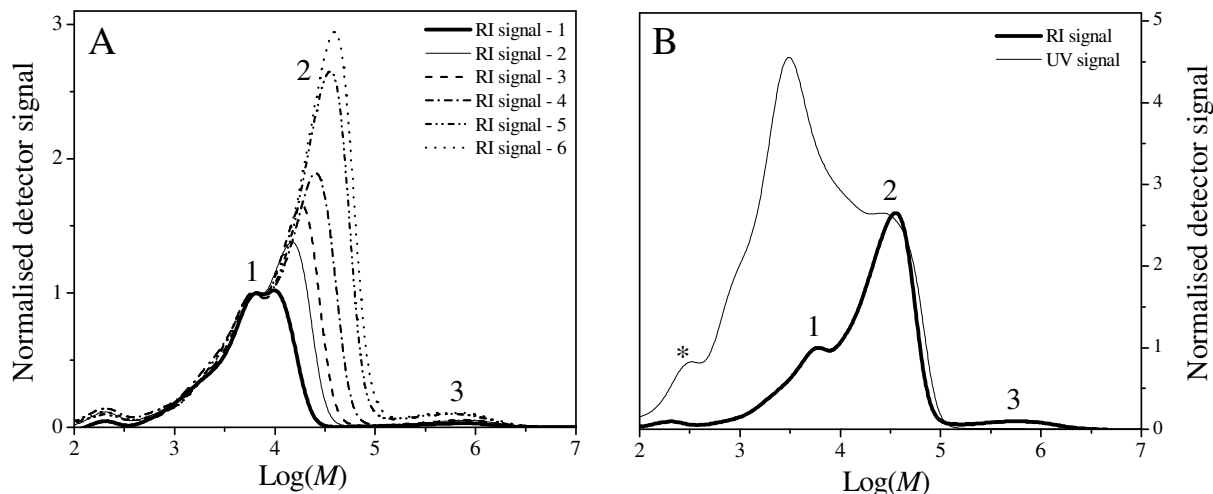 A
RI signal - 1
RI signal - 2
RI signal - 3
RI signal - 4
RI signal - 5
RI signal - 6
1
2
3
Normalised detector signal
0
1
2
3
2 3 4 5 6 7
Log(M)
B
RI signal
UV signal
*
1
2
3
0
1
2
3
4
5
Normalised detector signal
2 3 4 5 6 7
Log(M)